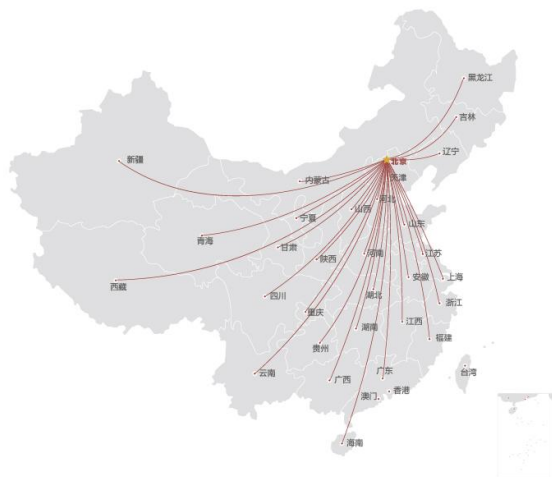 黑龙江
吉林
辽宁
北京
新疆
内蒙古
天津
河北
山西
宁夏
山东
青海
甘肃
陕西
河南
江苏
西藏
安徽
上海
四川
湖北
浙江
重庆
江西
湖南
福建
贵州
云南
广西
广东
台湾
香港
澳门
海南